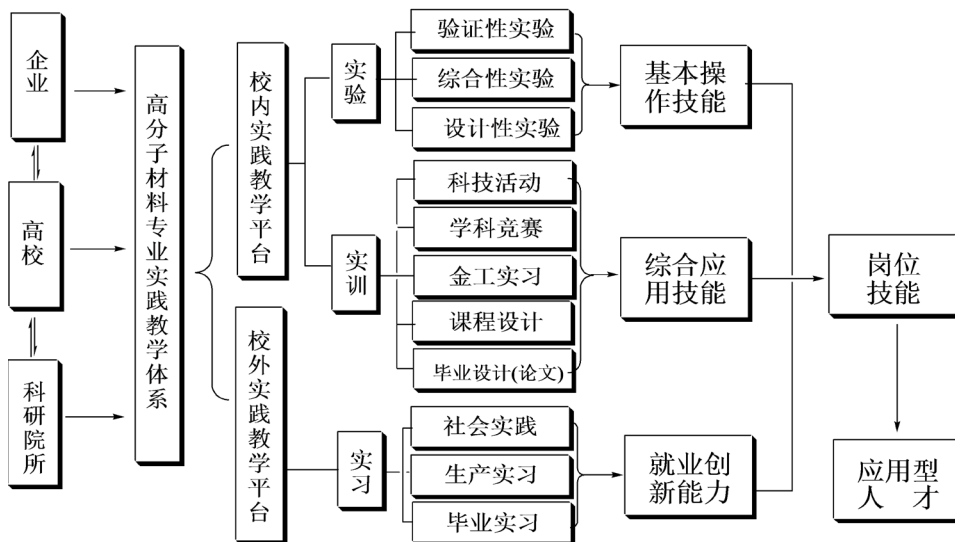 企业
高校
科研院所
高分子材料专业实践教学体系
校内实践教学平台
校外实践教学平台
实验
实训
实习
验证性实验
综合性实验
设计性实验
科技活动
学科竞赛
金工实习
课程设计
毕业设计(论文)
社会实践
生产实习
毕业实习
基本操
作技能
综合应
用技能
就业创
新能力
岗位
技能
应用型
人 才